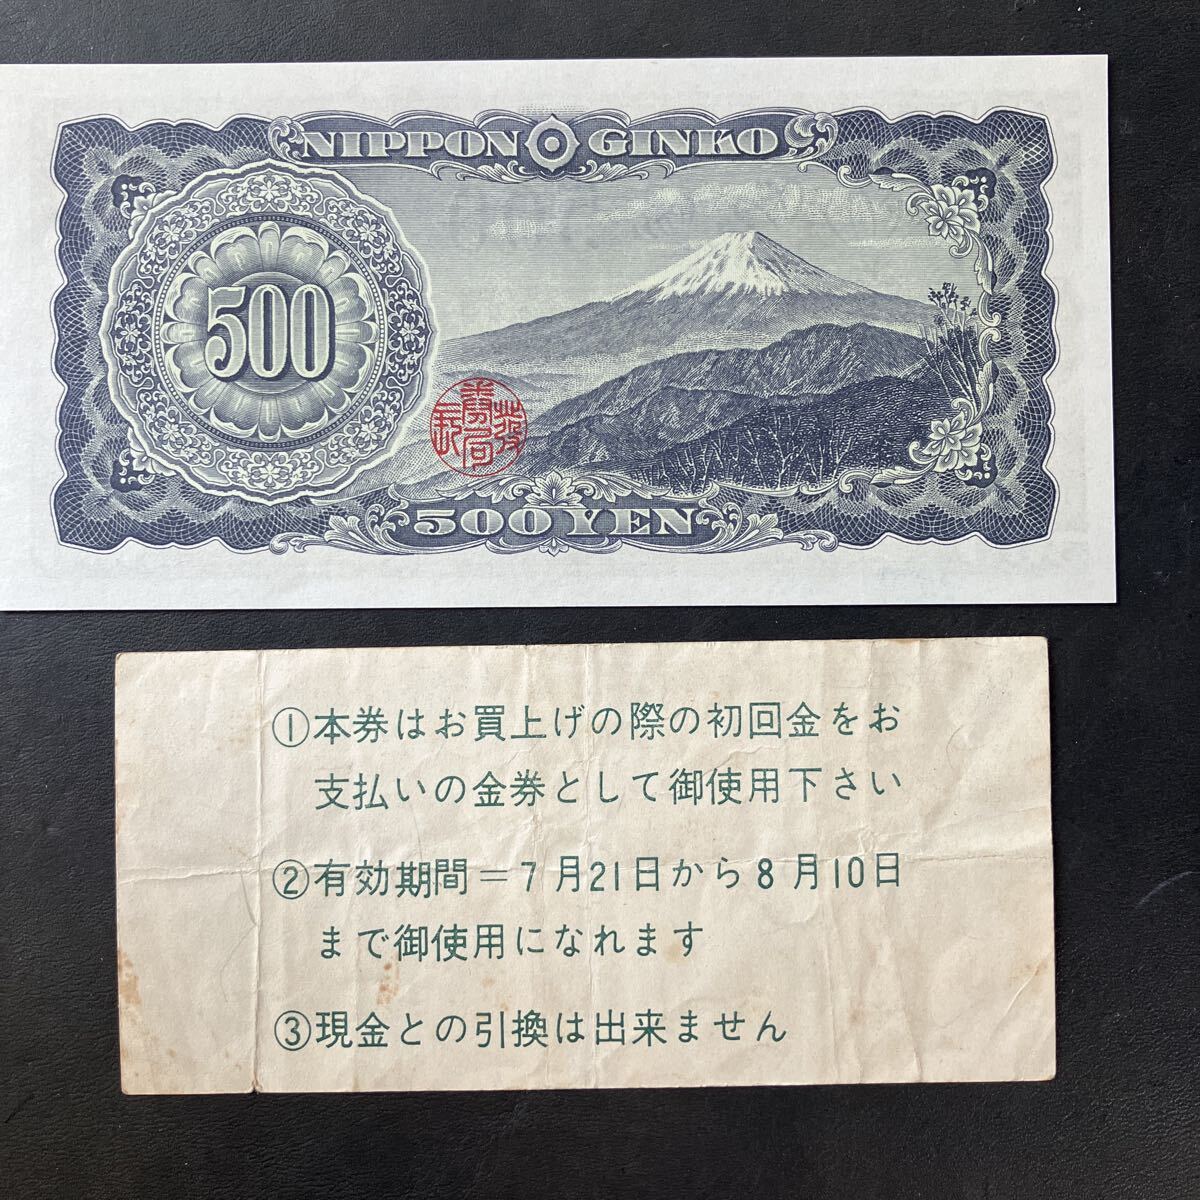 NIPPON GINKO
500
発券局長
500 YEN
①本券はお買上げの際の初回金をお
支払いの金券として御使用下さい
②有効期間＝7月21日から8月10日
まで御使用になれます
③現金との引換は出来ません